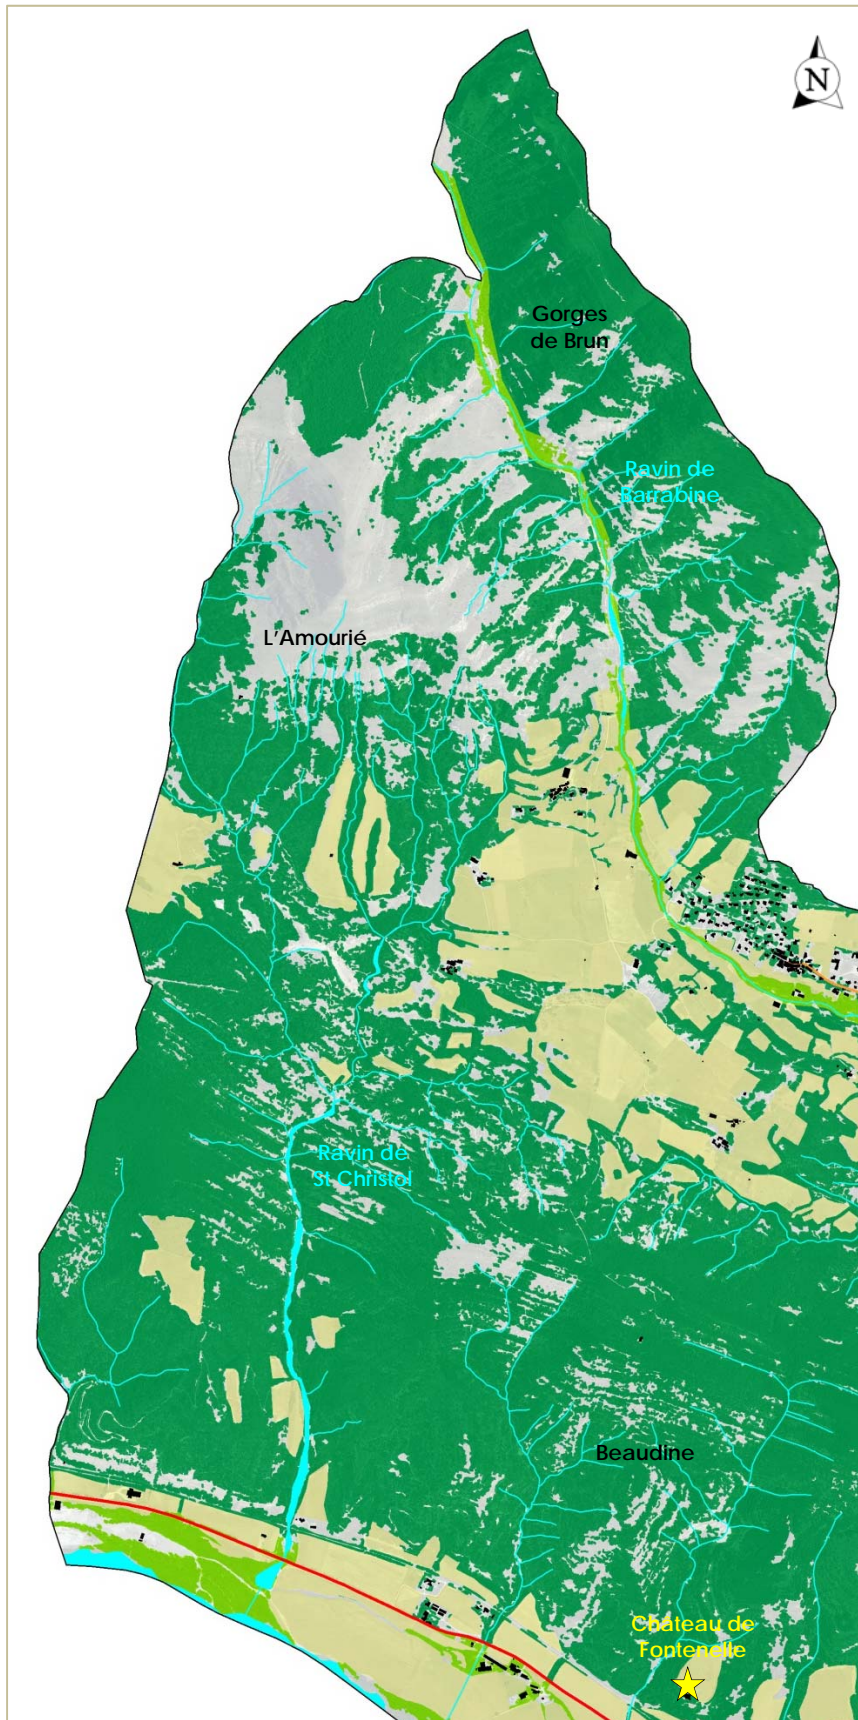 N
Gorges
de Brun
Ravin de
Barrabine
L'Amourié
Ravin de
St Christol
Beaudine
Château de
Fontenelle